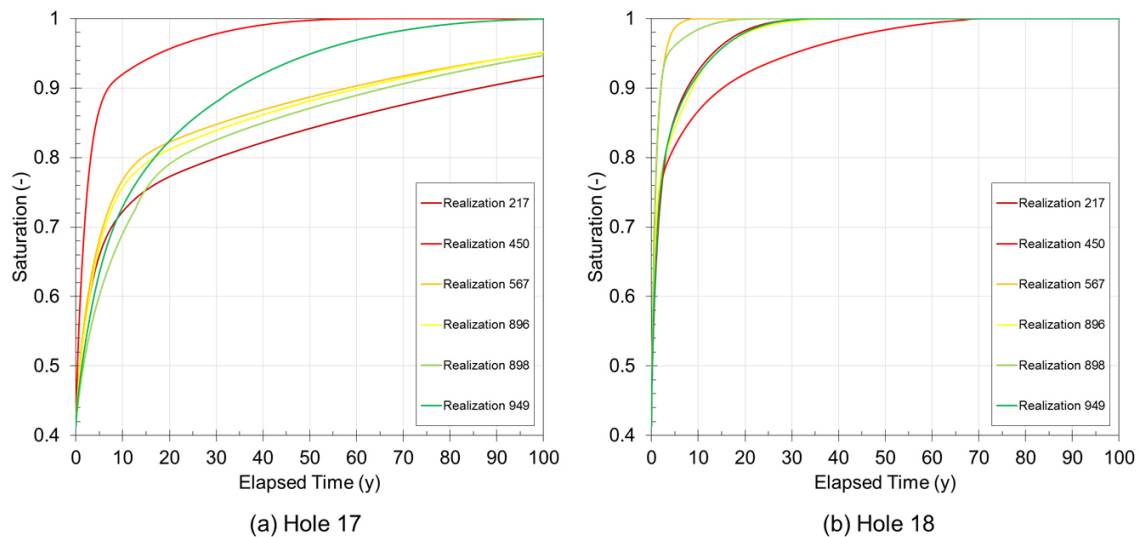 1
0.9
0.8
0.7
0.6
0.5
0.4
Saturation (-)
0 10 20 30 40 50 60 70 80 90 100
Elapsed Time (y)
Realization 217
Realization 450
Realization 567
Realization 896
Realization 898
Realization 949
(a) Hole 17
1
0.9
0.8
0.7
0.6
0.5
0.4
Saturation (-)
0 10 20 30 40 50 60 70 80 90 100
Elapsed Time (y)
Realization 217
Realization 450
Realization 567
Realization 896
Realization 898
Realization 949
(b) Hole 18